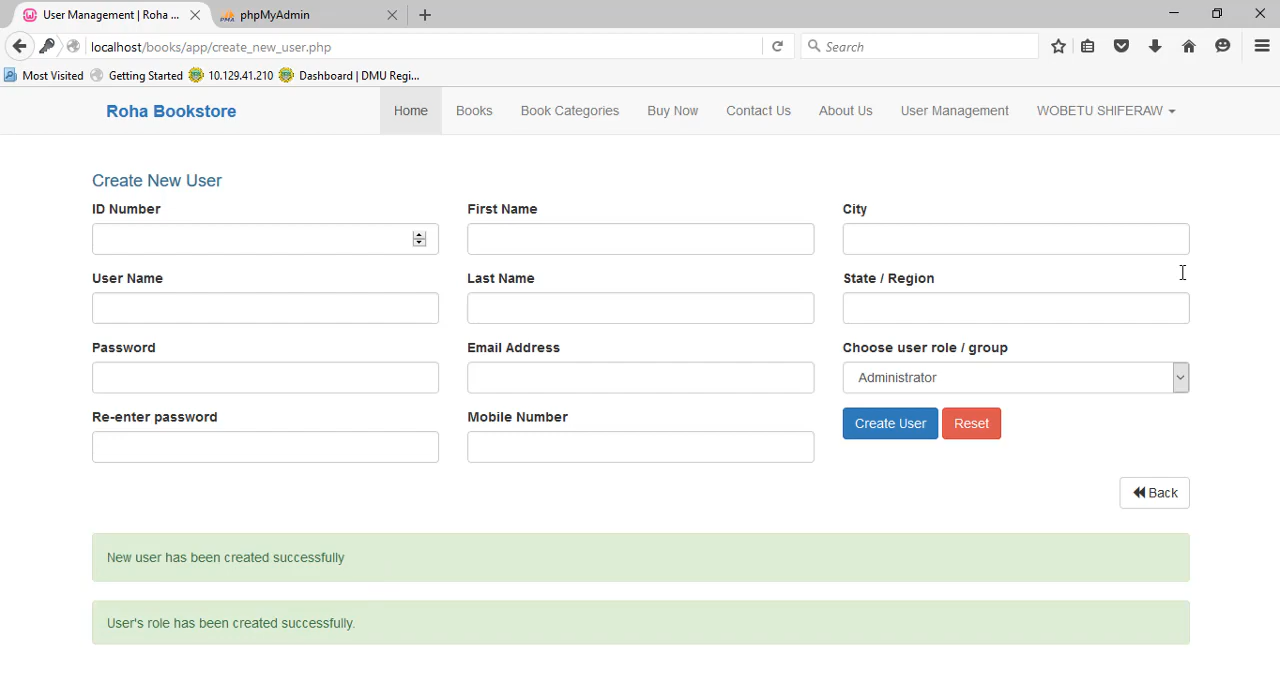 User Management | Roha ...
phpMyAdmin
localhost/books/app/create_new_user.php
Search
Most Visited
Getting Started
10.129.41.210
Dashboard | DMU Regi...
Roha Bookstore
Home
Books
Book Categories
Buy Now
Contact Us
About Us
User Management
WOBETU SHIFERAW
Create New User
ID Number
First Name
City
User Name
Last Name
State / Region
Password
Email Address
Choose user role / group
Administrator
Re-enter password
Mobile Number
Create User
Reset
Back
New user has been created successfully
User's role has been created successfully.